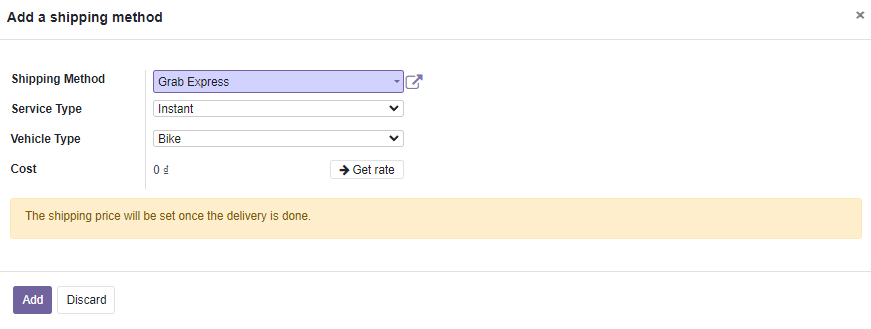 Add a shipping method ×
Shipping Method Grab Express
Service Type Instant
Vehicle Type Bike
Cost 0 ₫ Get rate
The shipping price will be set once the delivery is done.
Add Discard